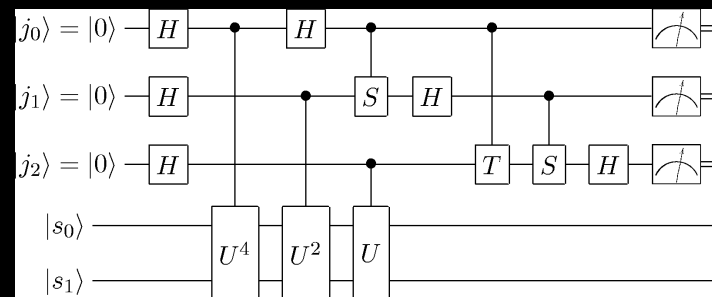 |j₀⟩ = |0⟩ H H
|j₁⟩ = |0⟩ H S H
|j₂⟩ = |0⟩ H T S H
|s₀⟩
U⁴ U² U
|s₁⟩